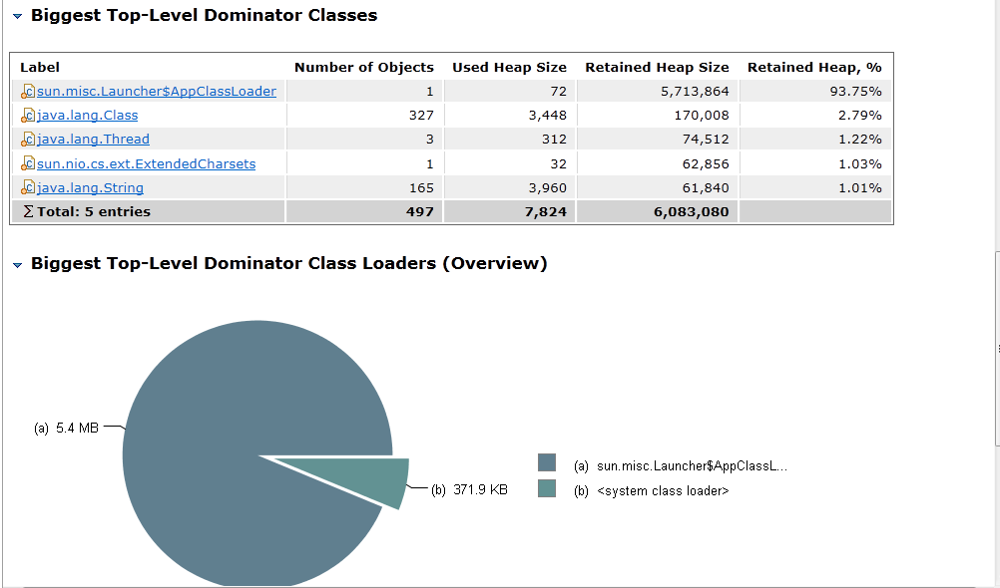 Biggest Top-Level Dominator Classes
Label Number of Objects Used Heap Size Retained Heap Size Retained Heap, %
sun.misc.Launcher$AppClassLoader 1 72 5,713,864 93.75%
java.lang.Class 327 3,448 170,008 2.79%
java.lang.Thread 3 312 74,512 1.22%
sun.nio.cs.ext.ExtendedCharsets 1 32 62,856 1.03%
java.lang.String 165 3,960 61,840 1.01%
Σ Total: 5 entries 497 7,824 6,083,080
Biggest Top-Level Dominator Class Loaders (Overview)
(a) 5.4 MB
(b) 371.9 KB
(a) sun.misc.Launcher$AppClassL...
(b) <system class loader>